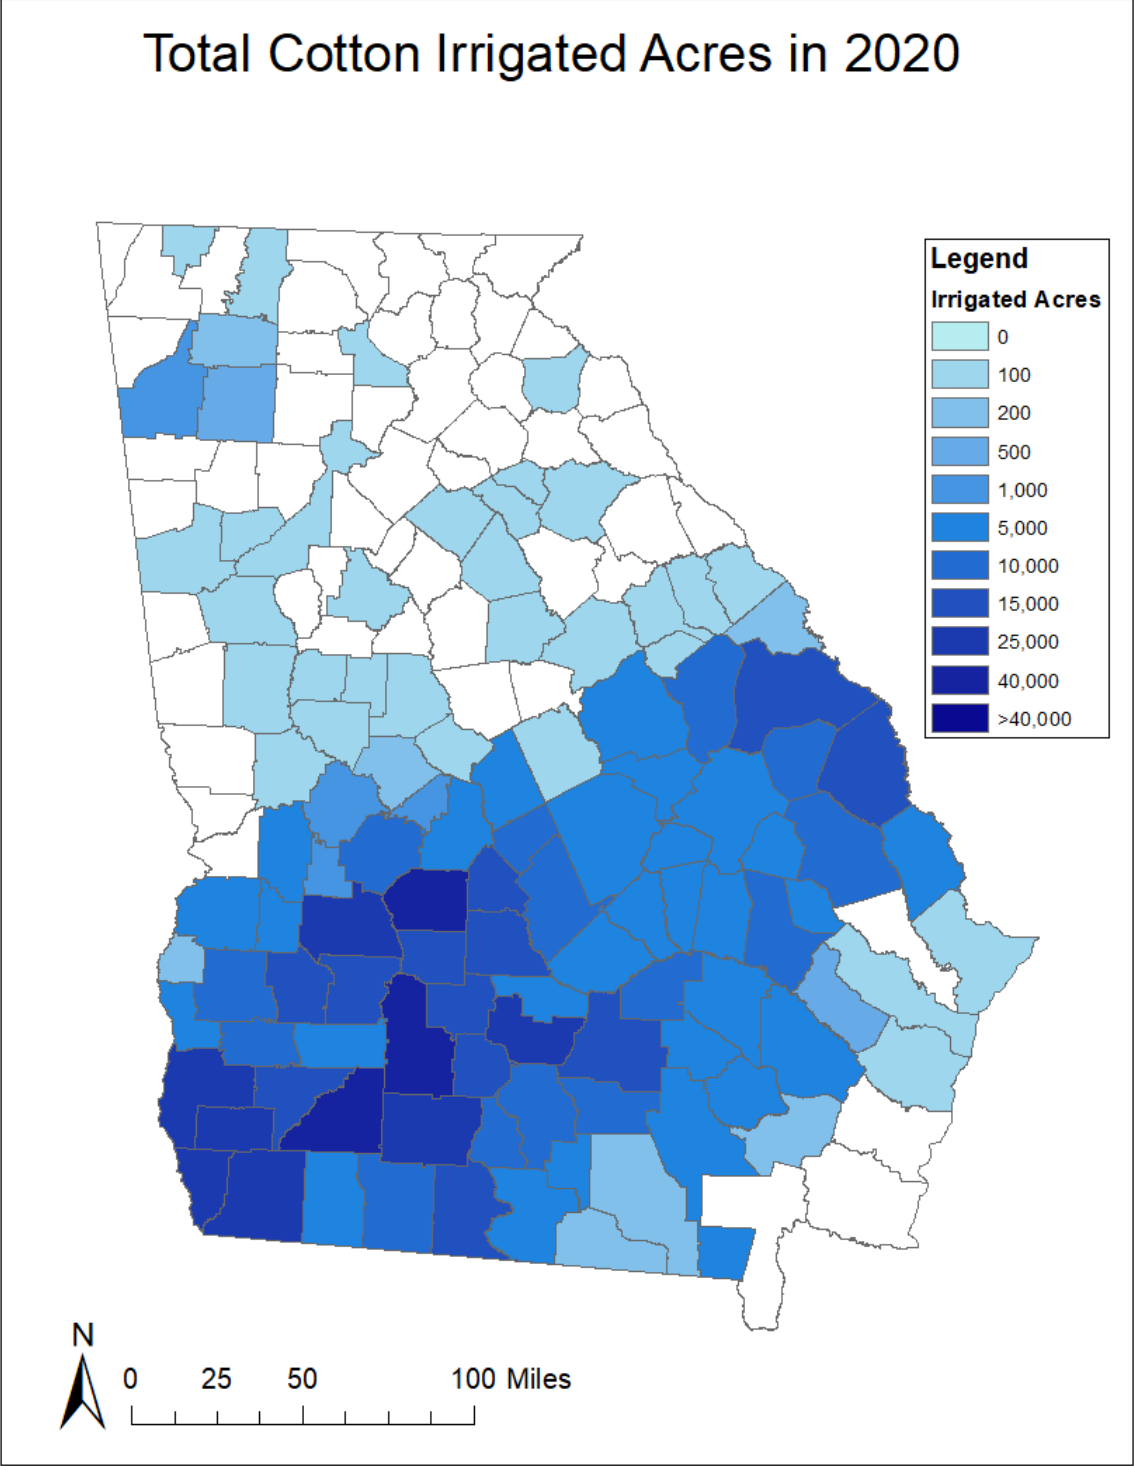 Total Cotton Irrigated Acres in 2020
Legend
Irrigated Acres
0
100
200
500
1,000
5,000
10,000
15,000
25,000
40,000
>40,000
N
0 25 50 100 Miles